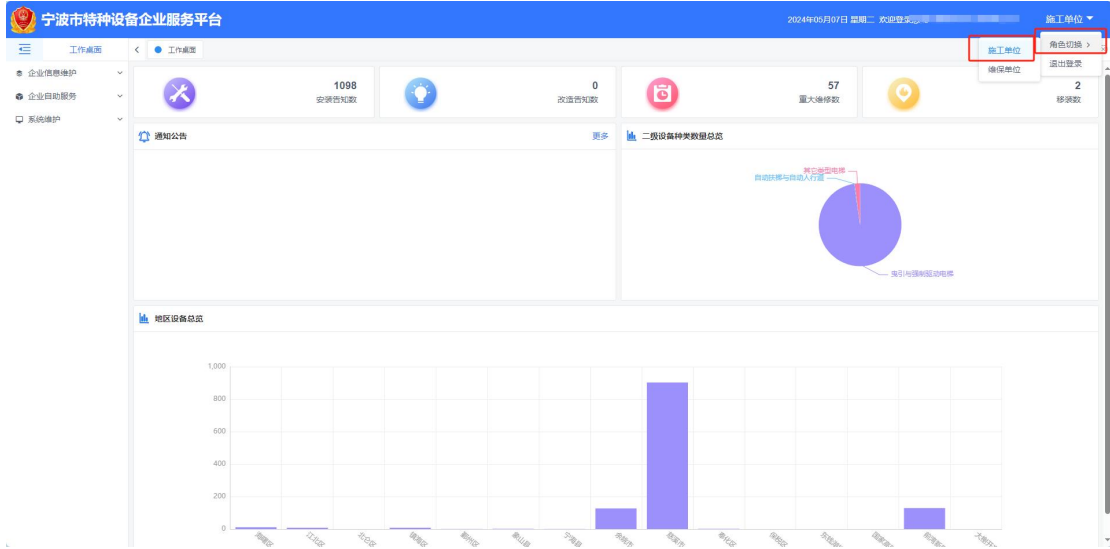 宁波市特种设备企业服务平台
2024年05月07日 星期二 欢迎登录
施工单位
工作桌面
工作桌面
施工单位
角色切换 >
维保单位
退出登录
企业信息维护
企业自助服务
系统维护
1098
安装告知数
0
改造告知数
57
重大维修数
2
移装数
通知公告
更多
二级设备种类数量总览
其它类型电梯
自动扶梯与自动人行道
曳引与强制驱动电梯
地区设备总览
1,000
800
600
400
200
0
海曙区
江北区
北仑区
镇海区
鄞州区
象山县
宁海县
余姚市
慈溪市
奉化区
保税区